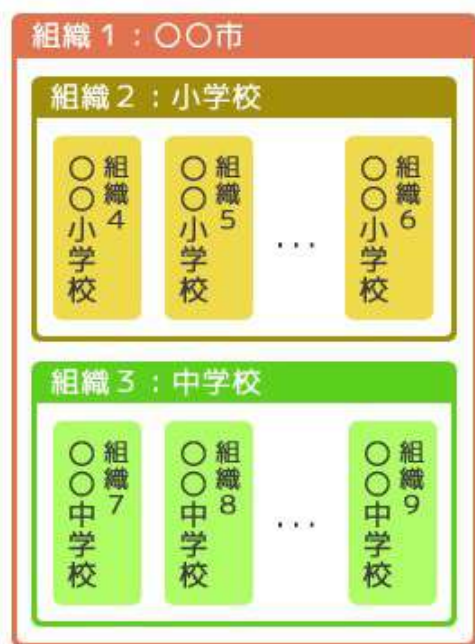 組織１：〇〇市
組織２：小学校
組織4
〇〇小学校
組織5
〇〇小学校
...
組織6
〇〇小学校
組織３：中学校
組織7
〇〇中学校
組織8
〇〇中学校
...
組織9
〇〇中学校